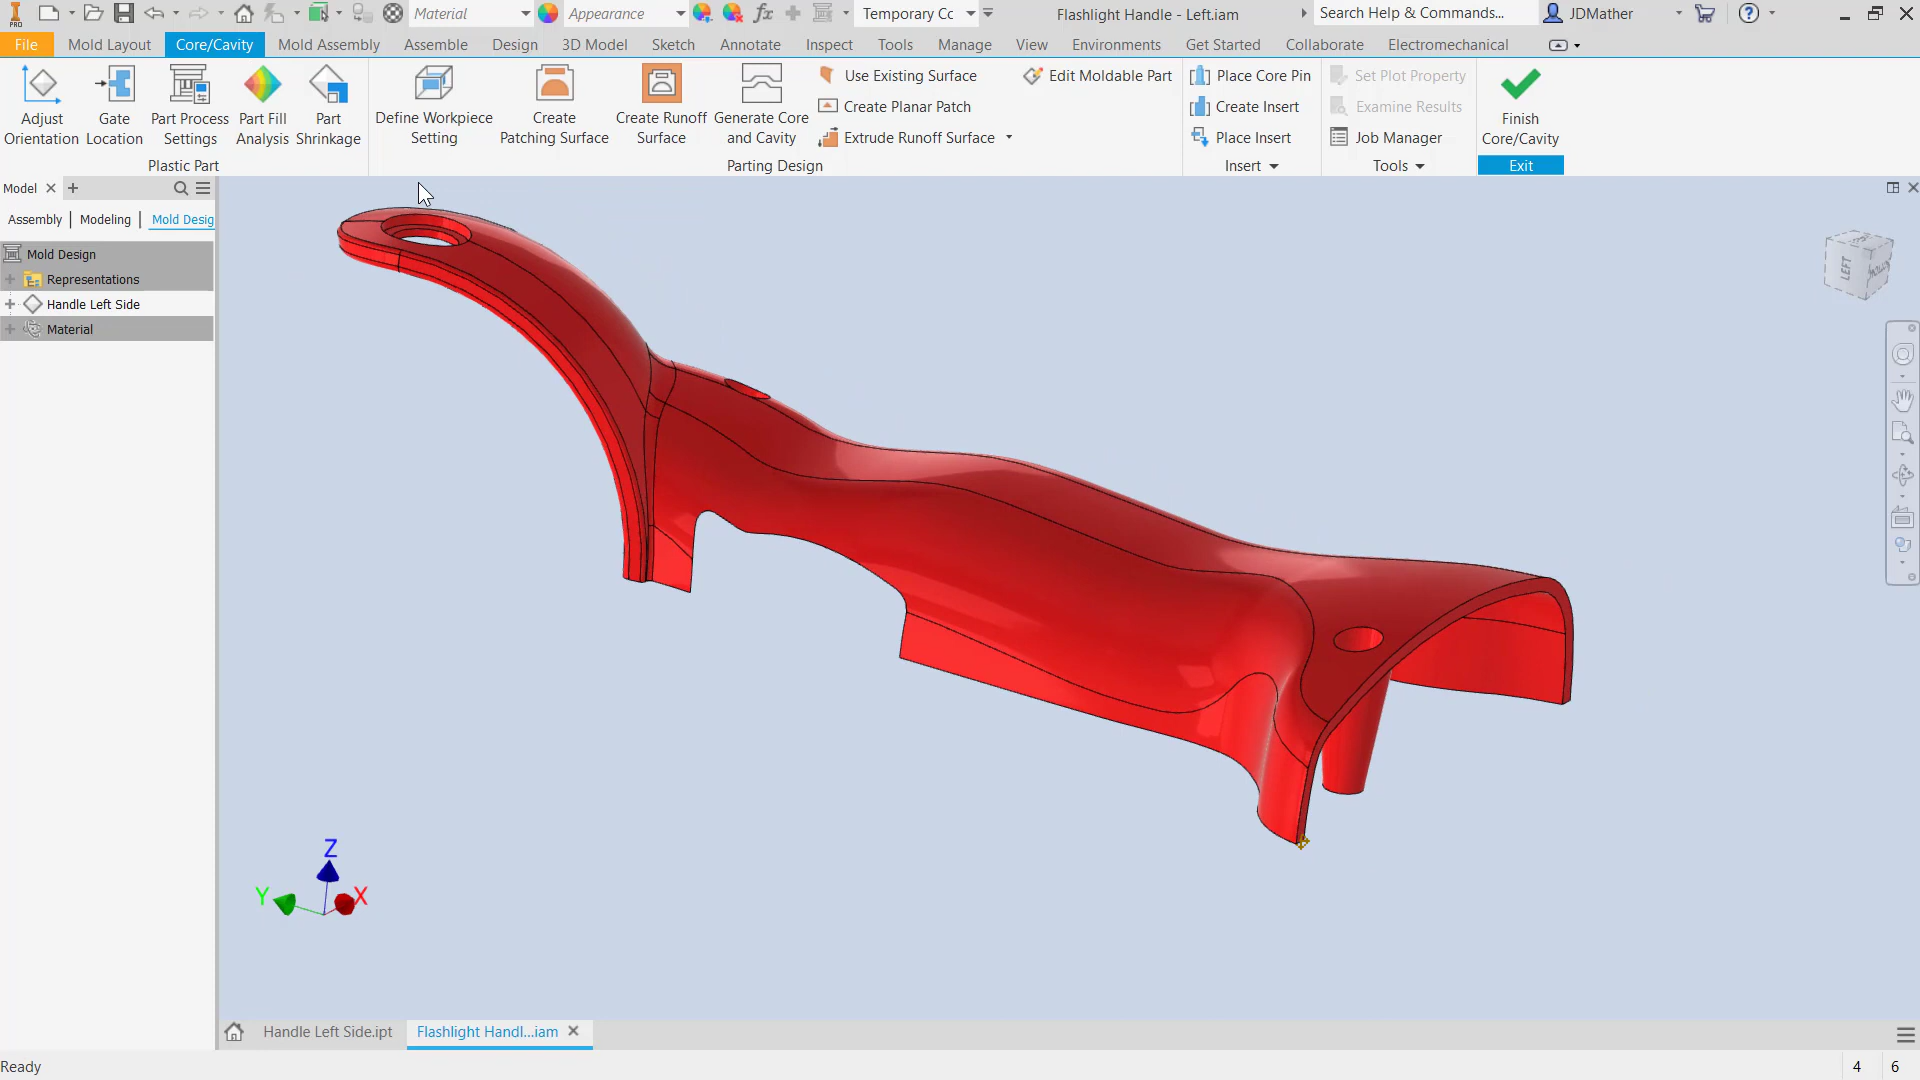 PRO
Material
Appearance
Temporary Cc
Flashlight Handle - Left.iam
Search Help & Commands...
JDMather
File
Mold Layout
Core/Cavity
Mold Assembly
Assemble
Design
3D Model
Sketch
Annotate
Inspect
Tools
Manage
View
Environments
Get Started
Collaborate
Electromechanical
Adjust
Orientation
Gate
Location
Part Process
Settings
Part Fill
Analysis
Part
Shrinkage
Plastic Part
Define Workpiece
Setting
Create
Patching Surface
Create Runoff
Surface
Generate Core
and Cavity
Use Existing Surface
Create Planar Patch
Extrude Runoff Surface
Edit Moldable Part
Parting Design
Place Core Pin
Create Insert
Place Insert
Insert
Set Plot Property
Examine Results
Job Manager
Tools
Finish
Core/Cavity
Exit
Model
Assembly
Modeling
Mold Desig
Mold Design
Representations
Handle Left Side
Material
LEFT
Z
Y
X
Handle Left Side.ipt
Flashlight Handl...iam
Ready
4
6